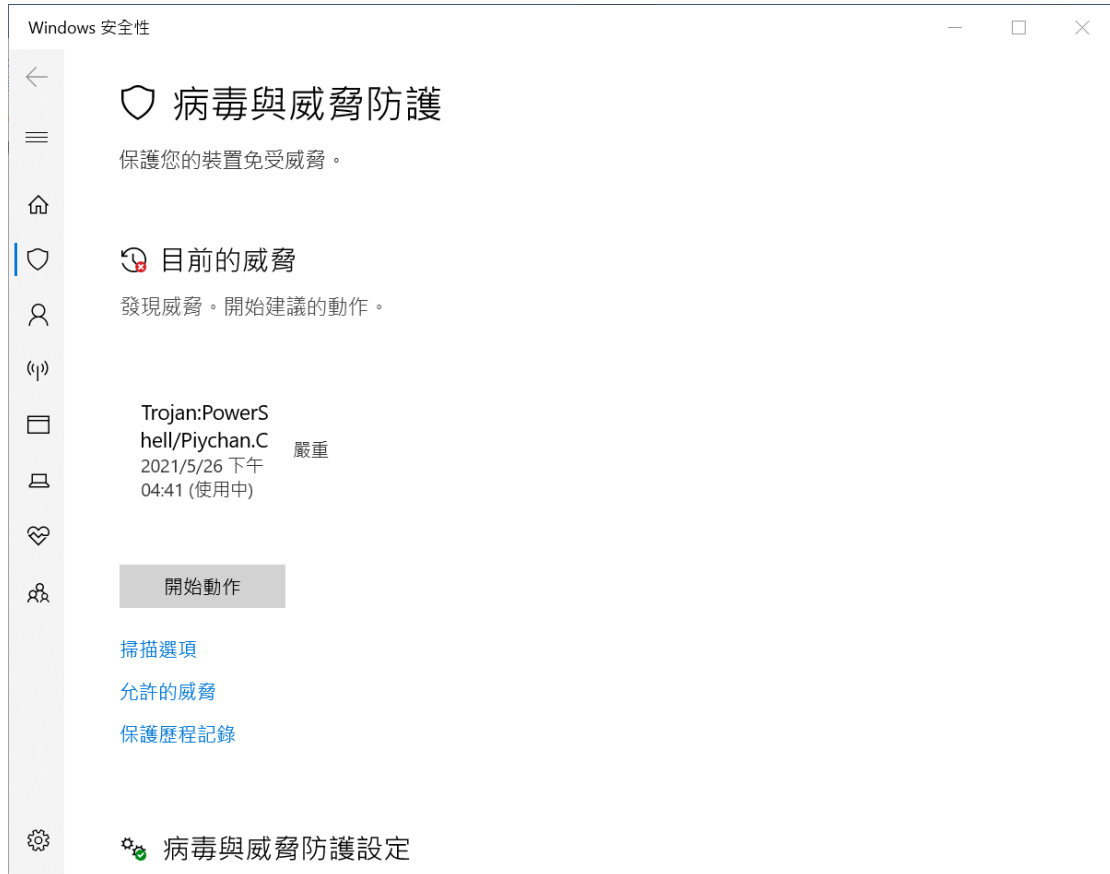 Windows 安全性
病毒與威脅防護
保護您的裝置免受威脅。
目前的威脅
發現威脅。開始建議的動作。
Trojan:PowerS
hell/Piychan.C
2021/5/26 下午
04:41 (使用中)
嚴重
開始動作
掃描選項
允許的威脅
保護歷程記錄
病毒與威脅防護設定